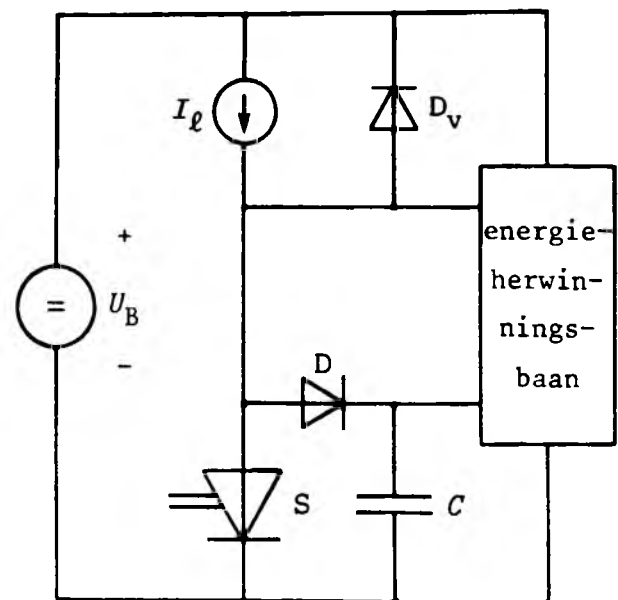 I_ℓ
D_v
+
= U_B
−
energie-
herwin-
nings-
baan
D
S
C